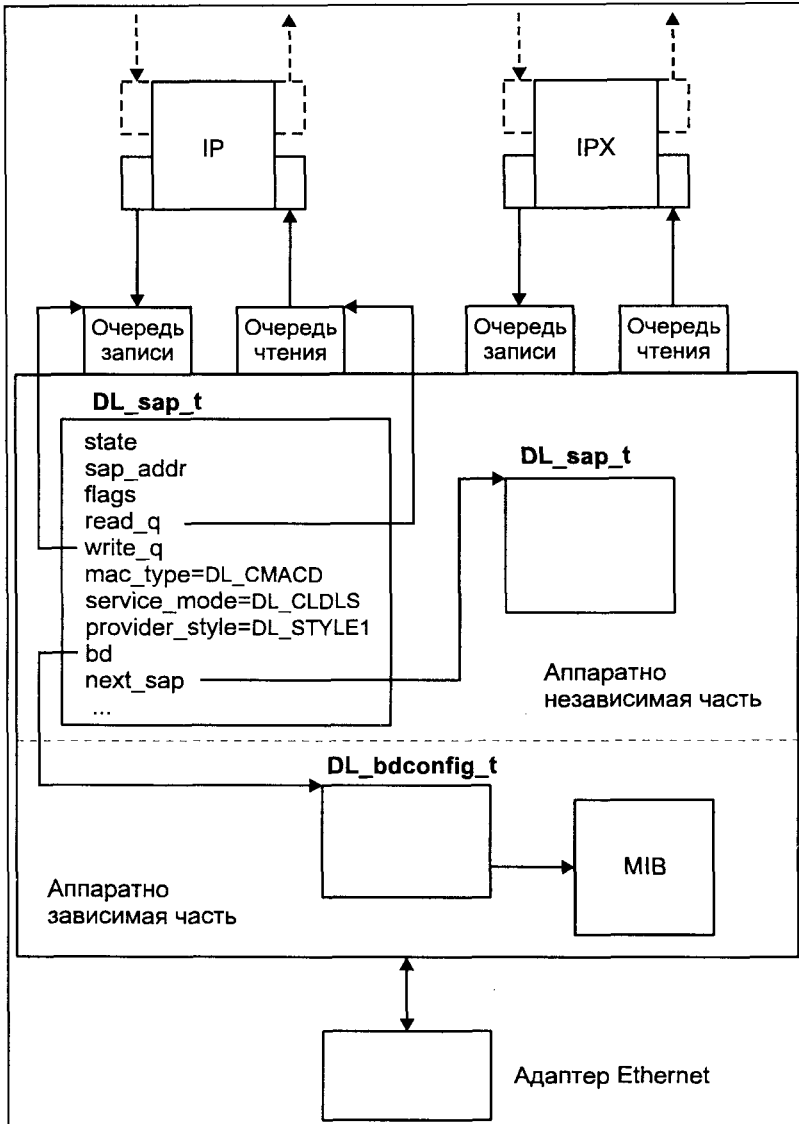 IP
IPX
Очередь
записи
Очередь
чтения
Очередь
записи
Очередь
чтения
DL_sap_t
state
sap_addr
flags
read_q
write_q
mac_type=DL_CMACD
service_mode=DL_CLDLS
provider_style=DL_STYLE1
bd
next_sap
...
DL_sap_t
Аппаратно
независимая часть
DL_bdconfig_t
MIB
Аппаратно
зависимая часть
Адаптер Ethernet